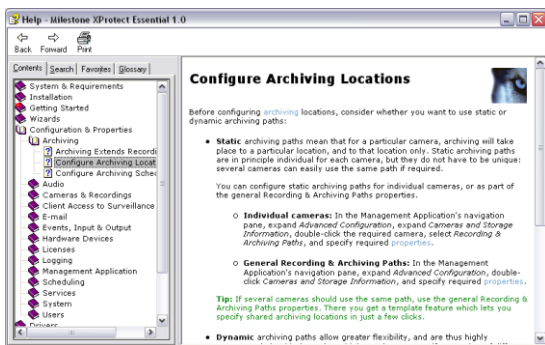 Help - Milestone XProtect Essential 1.0
Back Forward Print
Contents Search Favorites Glossary
System & Requirements
Installation
Getting Started
Wizards
Configuration & Properties
Archiving
Archiving Extends Recordi
Configure Archiving Locat
Configure Archiving Sched
Audio
Cameras & Recordings
Client Access to Surveillance
E-mail
Events, Input & Output
Hardware Devices
Licenses
Logging
Management Application
Scheduling
Services
System
Users
Drivers
Configure Archiving Locations
Before configuring archiving locations, consider whether you want to use static or
dynamic archiving paths:
• Static archiving paths mean that for a particular camera, archiving will take
place to a particular location, and to that location only. Static archiving paths
are in principle individual for each camera, but they do not have to be unique:
several cameras can easily use the same path if required.
You can configure static archiving paths for individual cameras, or as part of
the general Recording & Archiving Paths properties.
o Individual cameras: In the Management Application's navigation
pane, expand Advanced Configuration, expand Cameras and Storage
Information, double-click the required camera, select Recording &
Archiving Paths, and specify required properties.
o General Recording & Archiving Paths: In the Management
Application's navigation pane, expand Advanced Configuration, double-
click Cameras and Storage Information, and specify required properties.
Tip: If several cameras should use the same path, use the general Recording &
Archiving Paths properties. There you get a template feature which lets you
specify shared archiving locations in just a few clicks.
• Dynamic archiving paths allow greater flexibility, and are thus highly